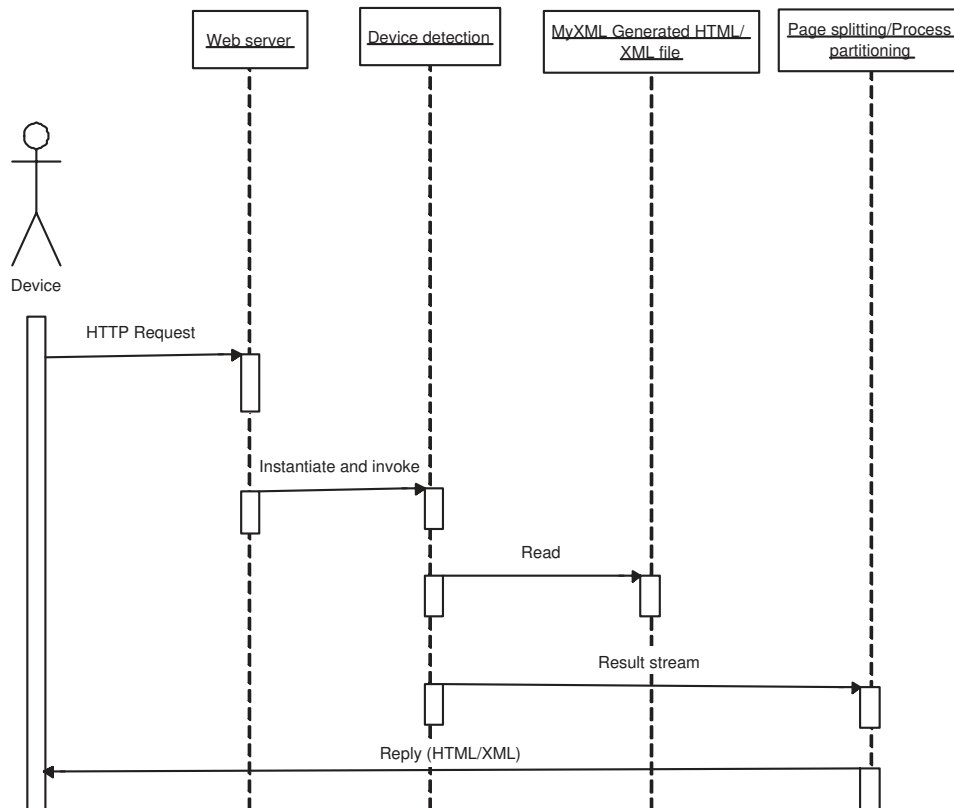 Web server
Device detection
MyXML Generated HTML/
XML file
Page splitting/Process
partitioning
Device
HTTP Request
Instantiate and invoke
Read
Result stream
Reply (HTML/XML)